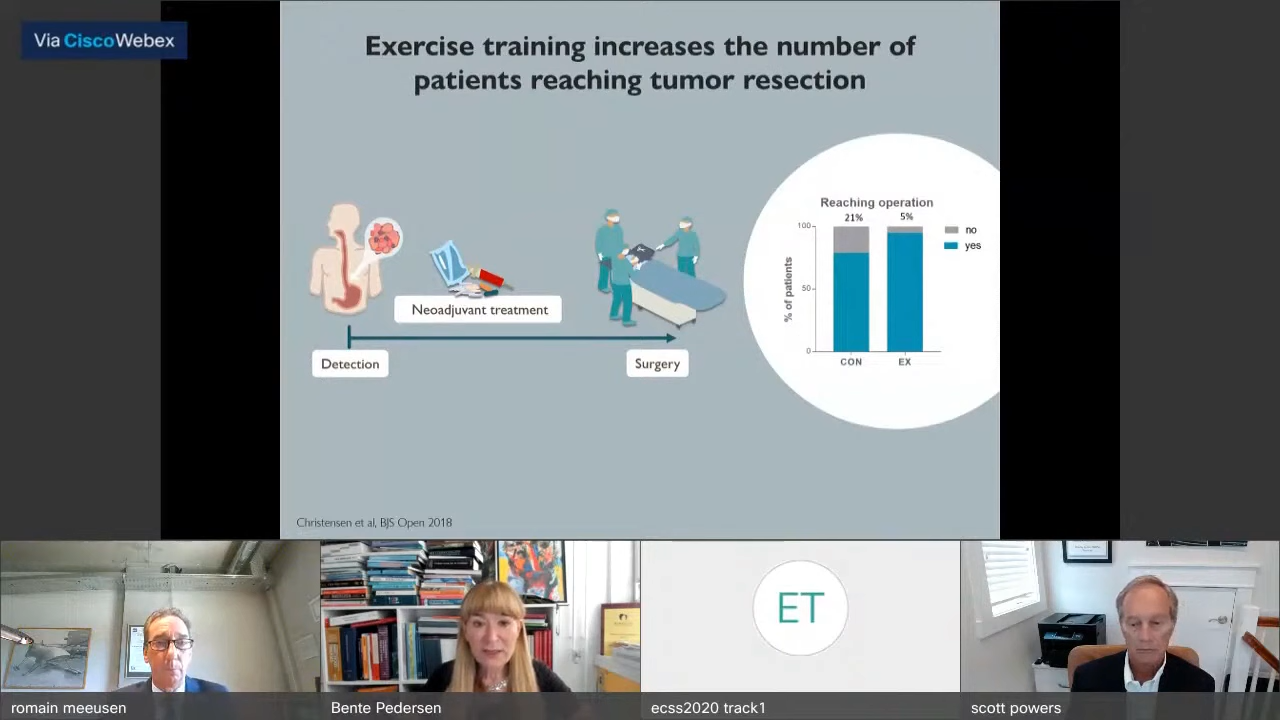 Via Cisco Webex
Exercise training increases the number of
patients reaching tumor resection
Reaching operation
21% 5%
no
yes
100
50
0
% of patients
CON EX
Neoadjuvant treatment
Detection
Surgery
Christensen et al, BJS Open 2018
ET
romain meeusen
Bente Pedersen
ecss2020 track1
scott powers